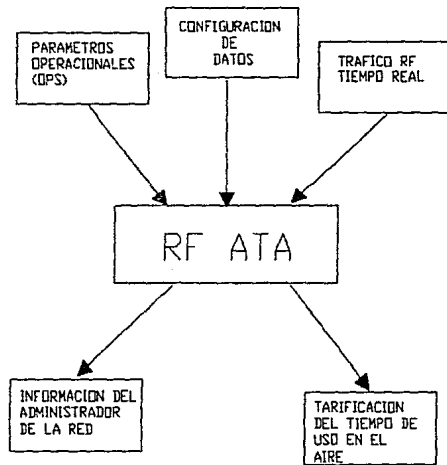 PARAMETROS
OPERACIONALES
(OPS)
CONFIGURACION
DE
DATOS
TRAFICO RF
TIEMPO REAL
RF ATA
INFORMACION DEL
ADMINISTRADOR
DE LA RED
TARIFICACION
DEL TIEMPO DE
USO EN EL
AIRE